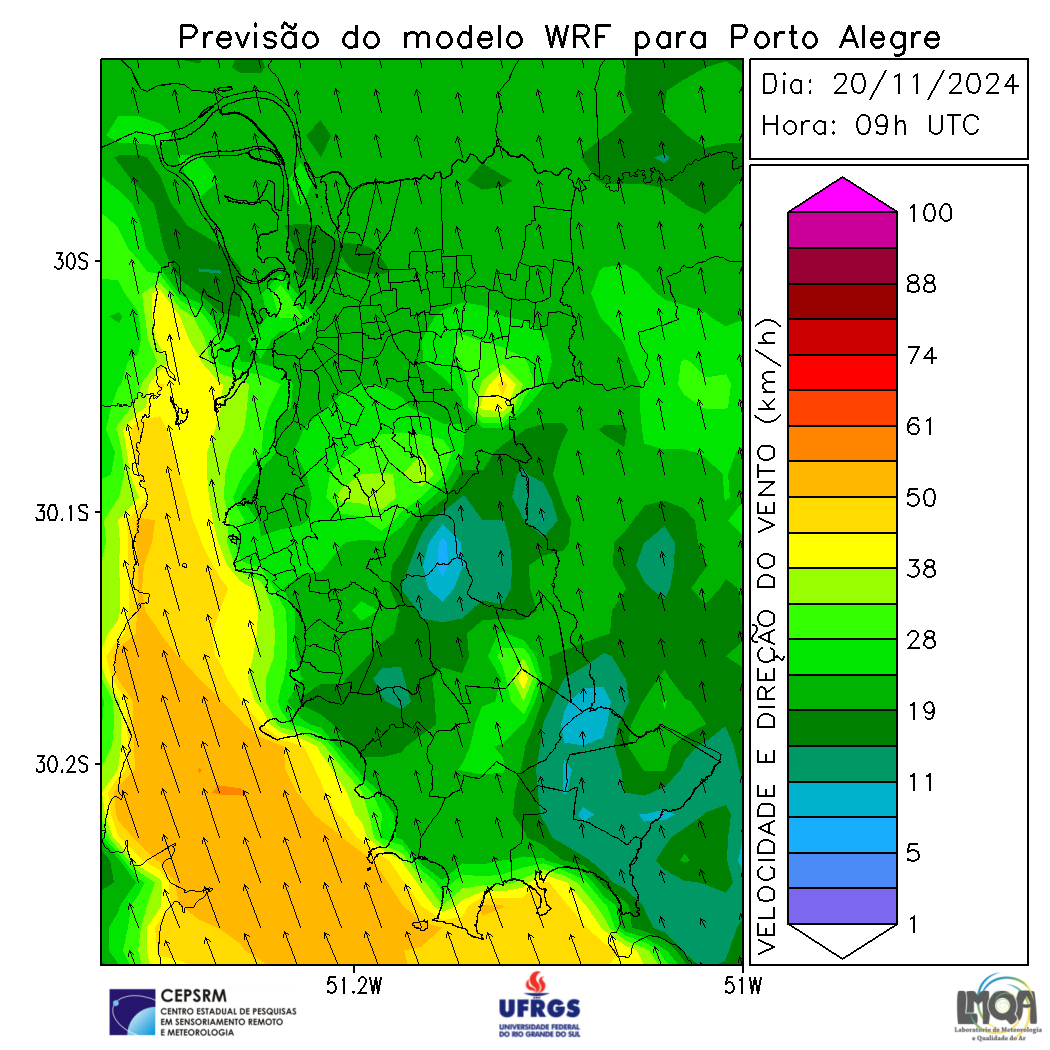 Previsão do modelo WRF para Porto Alegre
Dia: 20/11/2024
Hora: 09h UTC
30S
30.1S
30.2S
51.2W
51W
VELOCIDADE E DIREÇÃO DO VENTO (km/h)
100
88
74
61
50
38
28
19
11
5
1
CEPSRM
CENTRO ESTADUAL DE PESQUISAS
EM SENSORIAMENTO REMOTO
E METEOROLOGIA
UFRGS
UNIVERSIDADE FEDERAL
DO RIO GRANDE DO SUL
LMQA
Laboratório de Meteorologia
e Qualidade do Ar